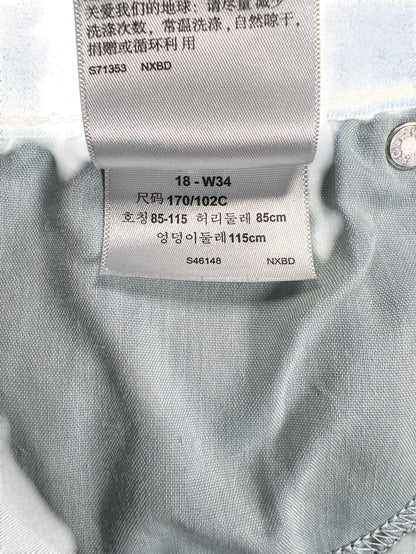 关爱我们的地球：请尽量减少
洗涤次数，常温洗涤，自然晾干，
捐赠或循环利用
S71353 NXBD
18 - W34
尺码 170/102C
호칭 85-115 허리둘레 85cm
엉덩이둘레 115cm
S46148 NXBD